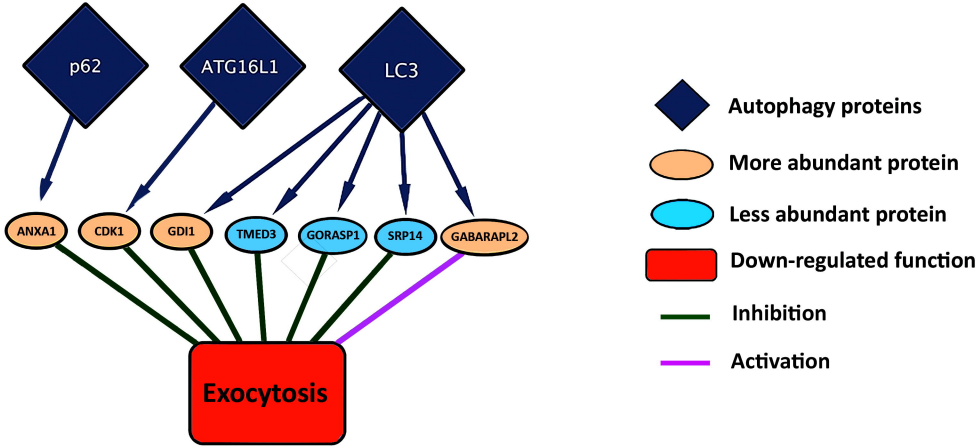 p62
ATG16L1
LC3
ANXA1
CDK1
GDI1
TMED3
GORASP1
SRP14
GABARAPL2
Exocytosis
Autophagy proteins
More abundant protein
Less abundant protein
Down-regulated function
Inhibition
Activation